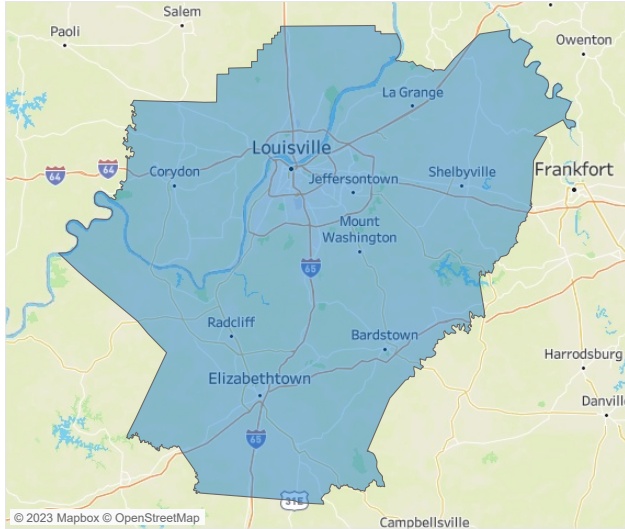 Salem
Paoli
Owenton
La Grange
Louisville
64
64
Corydon
Jeffersontown
Shelbyville
Frankfort
Mount
Washington
65
Radcliff
Bardstown
Harrodsburg
Elizabethtown
Danvill
65
31E
Campbellsville
© 2023 Mapbox © OpenStreetMap